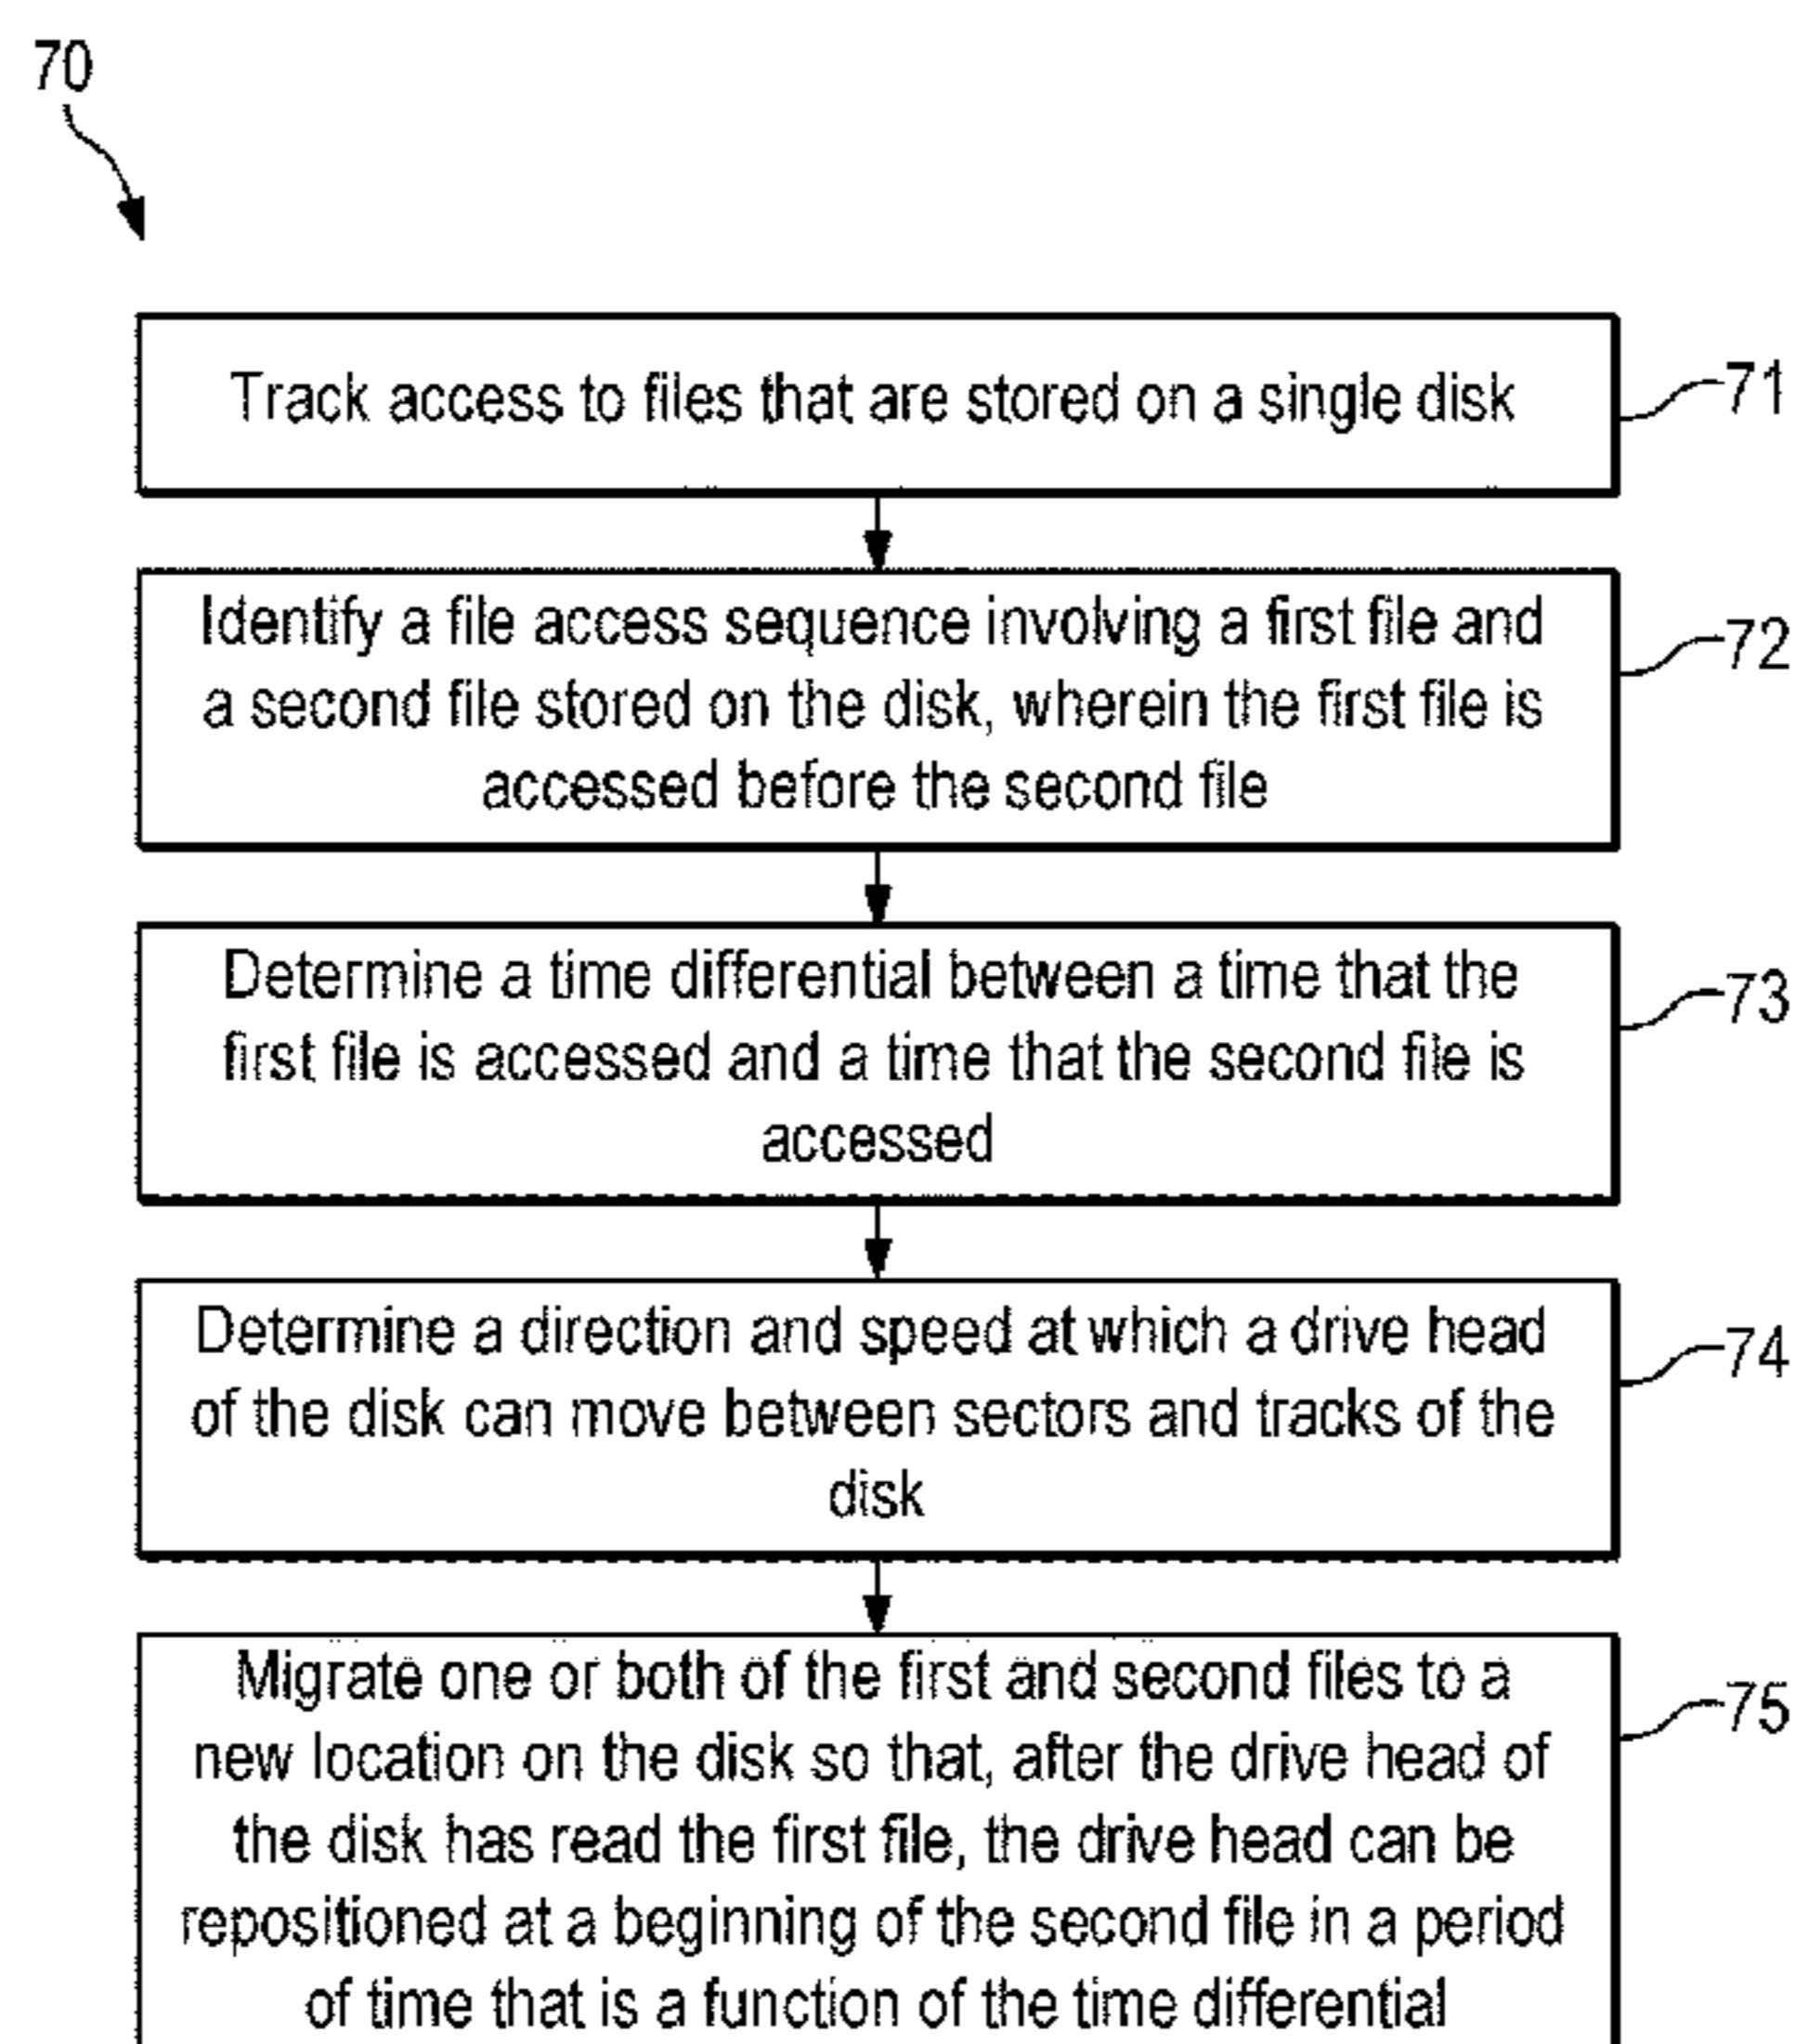 70
Track access to files that are stored on a single disk
71
Identify a file access sequence involving a first file and
a second file stored on the disk, wherein the first file is
accessed before the second file
72
Determine a time differential between a time that the
first file is accessed and a time that the second file is
accessed
73
Determine a direction and speed at which a drive head
of the disk can move between sectors and tracks of the
disk
74
Migrate one or both of the first and second files to a
new location on the disk so that, after the drive head of
the disk has read the first file, the drive head can be
repositioned at a beginning of the second file in a period
of time that is a function of the time differential
75